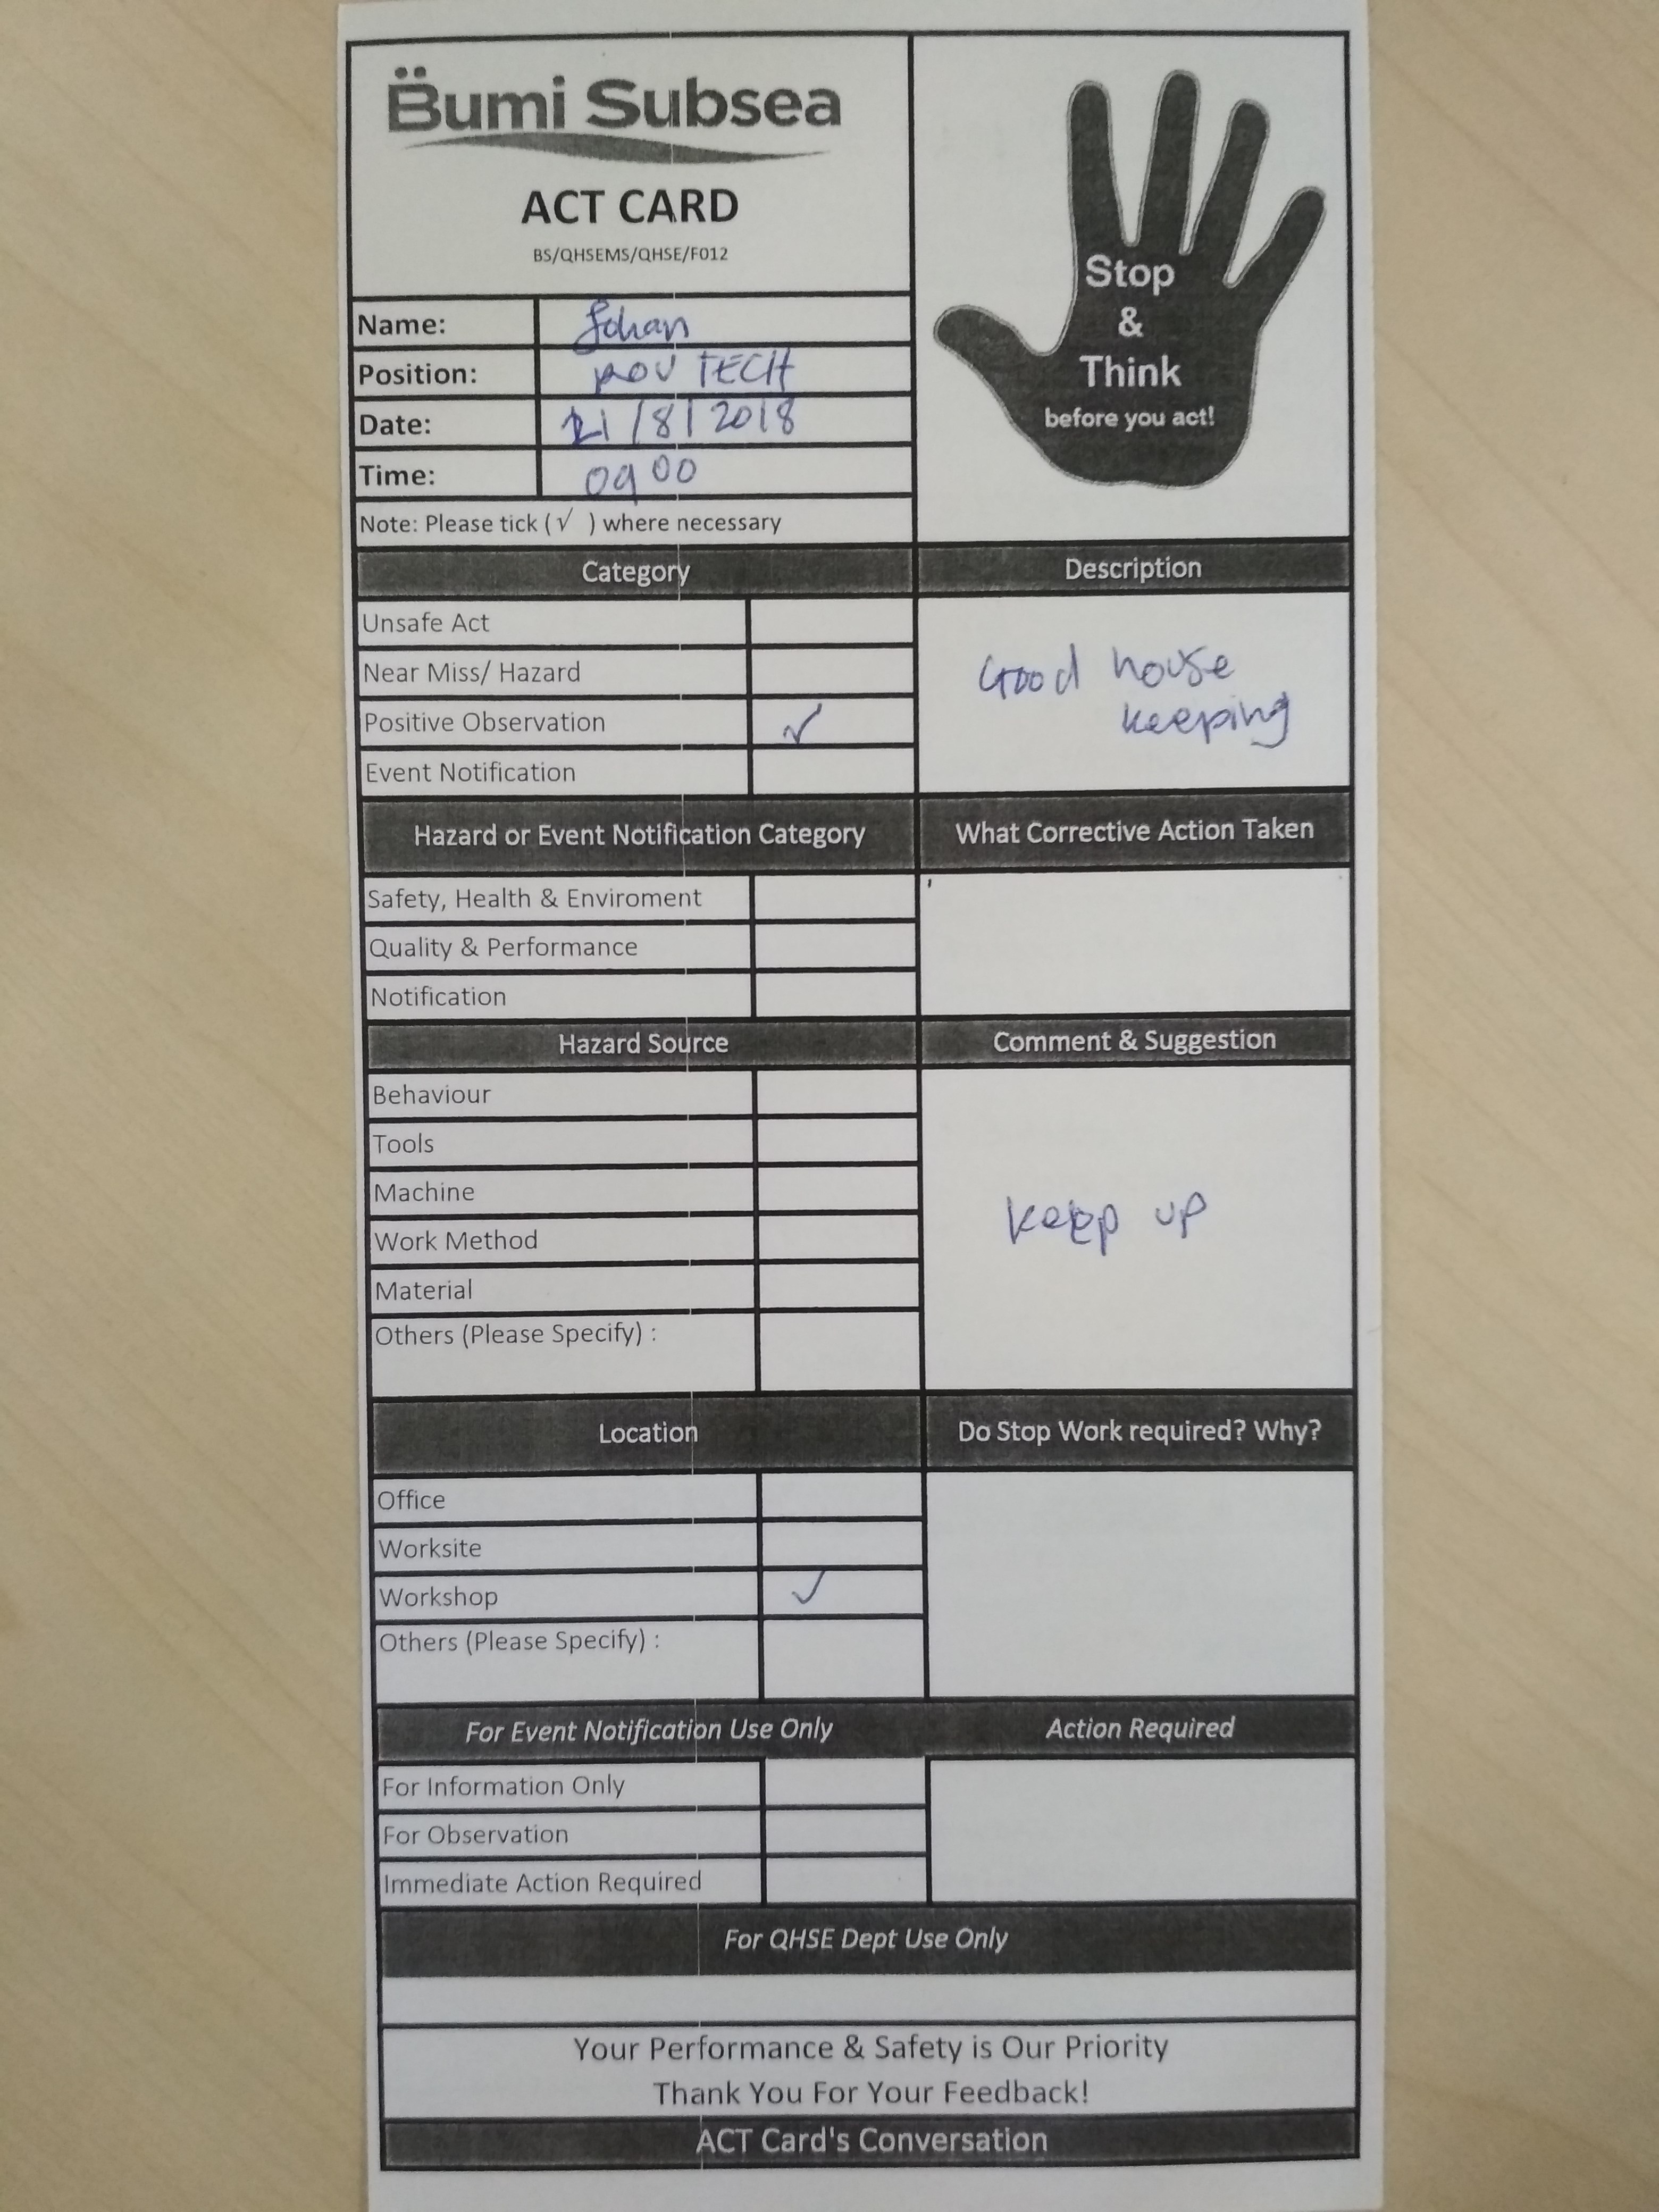 Bumi Subsea
ACT CARD
BS/QHSEMS/QHSE/F012
Stop
&
Think
before you act!
Name: Johan
Position: ROV TECH
Date: 21/8/2018
Time: 0900
Note: Please tick (√ ) where necessary
Category
Description
Unsafe Act
Near Miss/ Hazard
Positive Observation ✓
Event Notification
Good house
keeping
Hazard or Event Notification Category
What Corrective Action Taken
Safety, Health & Enviroment
Quality & Performance
Notification
Hazard Source
Comment & Suggestion
Behaviour
Tools
Machine
Work Method
Material
Others (Please Specify) :
keep up
Location
Do Stop Work required? Why?
Office
Worksite
Workshop ✓
Others (Please Specify) :
For Event Notification Use Only
Action Required
For Information Only
For Observation
Immediate Action Required
For QHSE Dept Use Only
Your Performance & Safety is Our Priority
Thank You For Your Feedback!
ACT Card's Conversation